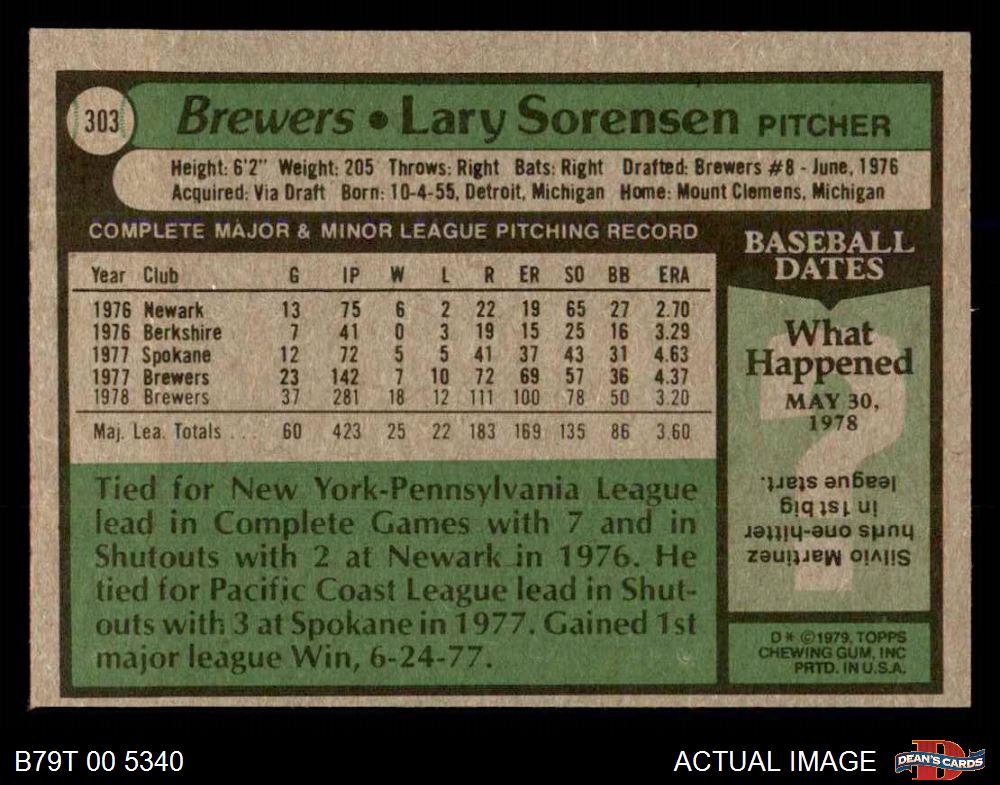 303
Brewers • Lary Sorensen PITCHER
Height: 6'2" Weight: 205 Throws: Right Bats: Right Drafted: Brewers #8 - June, 1976
Acquired: Via Draft Born: 10-4-55, Detroit, Michigan Home: Mount Clemens, Michigan
COMPLETE MAJOR & MINOR LEAGUE PITCHING RECORD
Year Club G IP W L R ER SO BB ERA
1976 Newark 13 75 6 2 22 19 65 27 2.70
1976 Berkshire 7 41 0 3 19 15 25 16 3.29
1977 Spokane 12 72 5 5 41 37 43 31 4.63
1977 Brewers 23 142 7 10 72 69 57 36 4.37
1978 Brewers 37 281 18 12 111 100 78 50 3.20
Maj. Lea. Totals ... 60 423 25 22 183 169 135 86 3.60
Tied for New York-Pennsylvania League
lead in Complete Games with 7 and in
Shutouts with 2 at Newark in 1976. He
tied for Pacific Coast League lead in Shut-
outs with 3 at Spokane in 1977. Gained 1st
major league Win, 6-24-77.
BASEBALL
DATES
What
Happened
MAY 30,
1978
Silvio Martinez
hurls one-hitter
in 1st big
league start.
D* ©1979, TOPPS
CHEWING GUM, INC
PRTD. IN U.S.A.
B79T 00 5340
ACTUAL IMAGE
DEAN'S CARDS